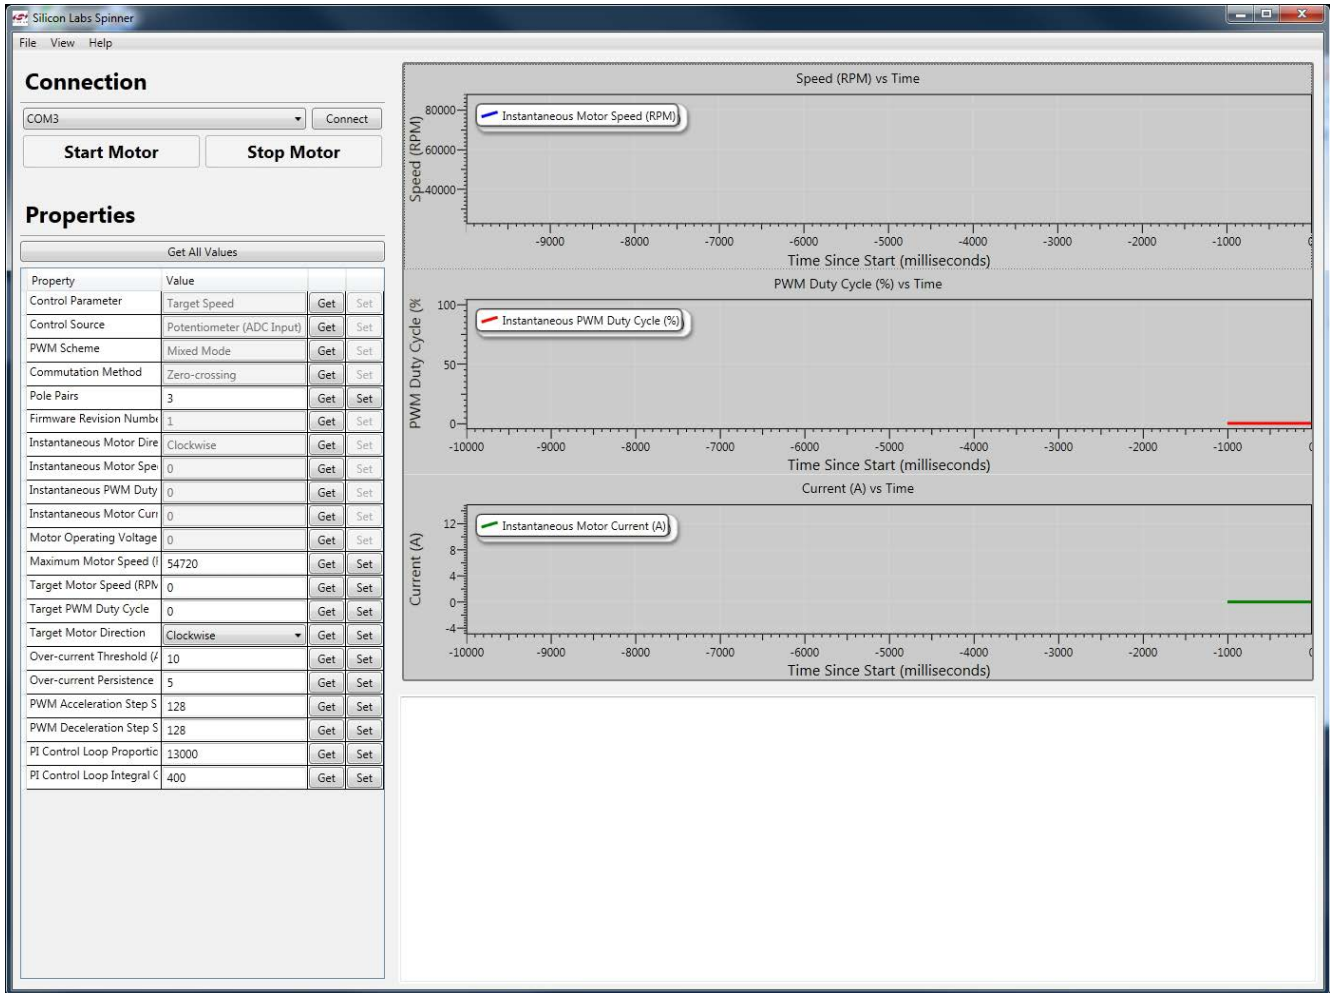 Silicon Labs Spinner
File View Help
Connection
COM3 Connect
Start Motor Stop Motor
Properties
Get All Values
Property Value
Control Parameter Target Speed Get Set
Control Source Potentiometer (ADC Input) Get Set
PWM Scheme Mixed Mode Get Set
Commutation Method Zero-crossing Get Set
Pole Pairs 3 Get Set
Firmware Revision Numbe 1 Get Set
Instantaneous Motor Dire Clockwise Get Set
Instantaneous Motor Spe 0 Get Set
Instantaneous PWM Duty 0 Get Set
Instantaneous Motor Curr 0 Get Set
Motor Operating Voltage 0 Get Set
Maximum Motor Speed ( 54720 Get Set
Target Motor Speed (RPM 0 Get Set
Target PWM Duty Cycle 0 Get Set
Target Motor Direction Clockwise Get Set
Over-current Threshold (A 10 Get Set
Over-current Persistence 5 Get Set
PWM Acceleration Step S 128 Get Set
PWM Deceleration Step S 128 Get Set
PI Control Loop Proportic 13000 Get Set
PI Control Loop Integral G 400 Get Set
Speed (RPM) vs Time
Instantaneous Motor Speed (RPM)
Speed (RPM)
80000
60000
40000
-9000 -8000 -7000 -6000 -5000 -4000 -3000 -2000 -1000 0
Time Since Start (milliseconds)
PWM Duty Cycle (%) vs Time
Instantaneous PWM Duty Cycle (%)
PWM Duty Cycle (%
100
50
0
-10000 -9000 -8000 -7000 -6000 -5000 -4000 -3000 -2000 -1000 0
Time Since Start (milliseconds)
Current (A) vs Time
Instantaneous Motor Current (A)
Current (A)
12
8
4
0
-4
-10000 -9000 -8000 -7000 -6000 -5000 -4000 -3000 -2000 -1000 0
Time Since Start (milliseconds)